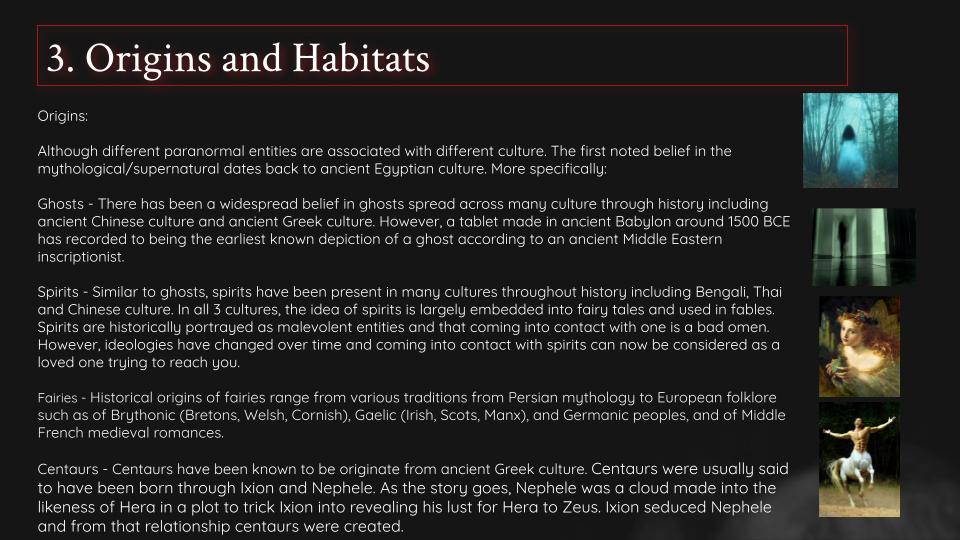 3. Origins and Habitats
Origins:
Although different paranormal entities are associated with different culture. The first noted belief in the
mythological/supernatural dates back to ancient Egyptian culture. More specifically:
Ghosts - There has been a widespread belief in ghosts spread across many culture through history including
ancient Chinese culture and ancient Greek culture. However, a tablet made in ancient Babylon around 1500 BCE
has recorded to being the earliest known depiction of a ghost according to an ancient Middle Eastern
inscriptionist.
Spirits - Similar to ghosts, spirits have been present in many cultures throughout history including Bengali, Thai
and Chinese culture. In all 3 cultures, the idea of spirits is largely embedded into fairy tales and used in fables.
Spirits are historically portrayed as malevolent entities and that coming into contact with one is a bad omen.
However, ideologies have changed over time and coming into contact with spirits can now be considered as a
loved one trying to reach you.
Fairies - Historical origins of fairies range from various traditions from Persian mythology to European folklore
such as of Brythonic (Bretons, Welsh, Cornish), Gaelic (Irish, Scots, Manx), and Germanic peoples, and of Middle
French medieval romances.
Centaurs - Centaurs have been known to be originate from ancient Greek culture. Centaurs were usually said
to have been born through Ixion and Nephele. As the story goes, Nephele was a cloud made into the
likeness of Hera in a plot to trick Ixion into revealing his lust for Hera to Zeus. Ixion seduced Nephele
and from that relationship centaurs were created.